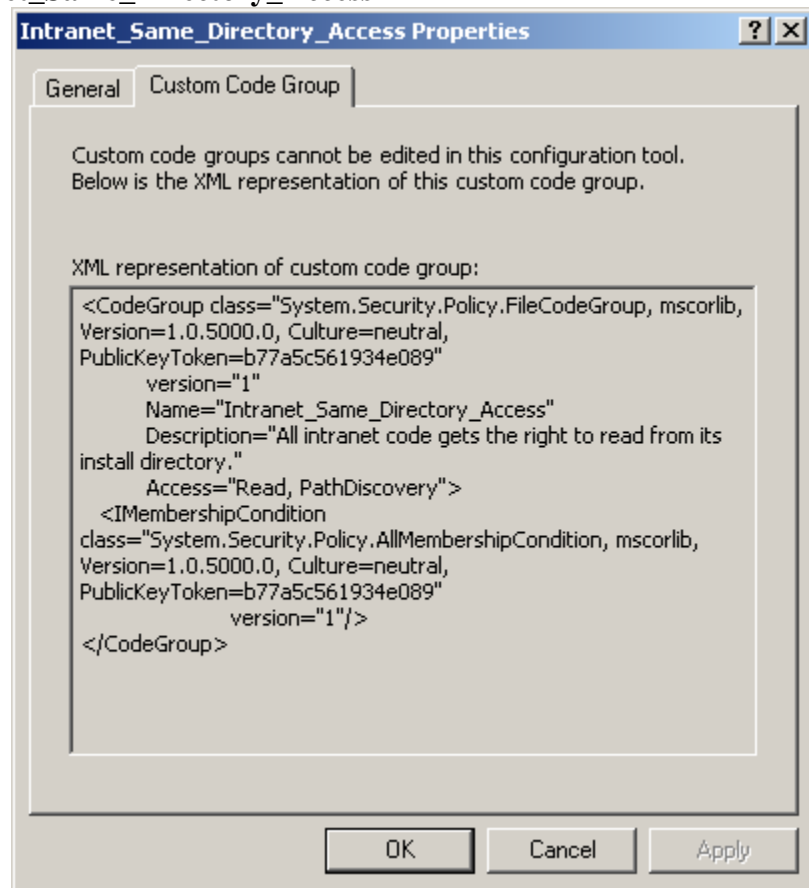 Intranet_Same_Directory_Access Properties
General
Custom Code Group
Custom code groups cannot be edited in this configuration tool.
Below is the XML representation of this custom code group.
XML representation of custom code group:
<CodeGroup class="System.Security.Policy.FileCodeGroup, mscorlib,
Version=1.0.5000.0, Culture=neutral,
PublicKeyToken=b77a5c561934e089"
version="1"
Name="Intranet_Same_Directory_Access"
Description="All intranet code gets the right to read from its
install directory."
Access="Read, PathDiscovery">
<IMembershipCondition
class="System.Security.Policy.AllMembershipCondition, mscorlib,
Version=1.0.5000.0, Culture=neutral,
PublicKeyToken=b77a5c561934e089"
version="1"/>
</CodeGroup>
OK
Cancel
Apply